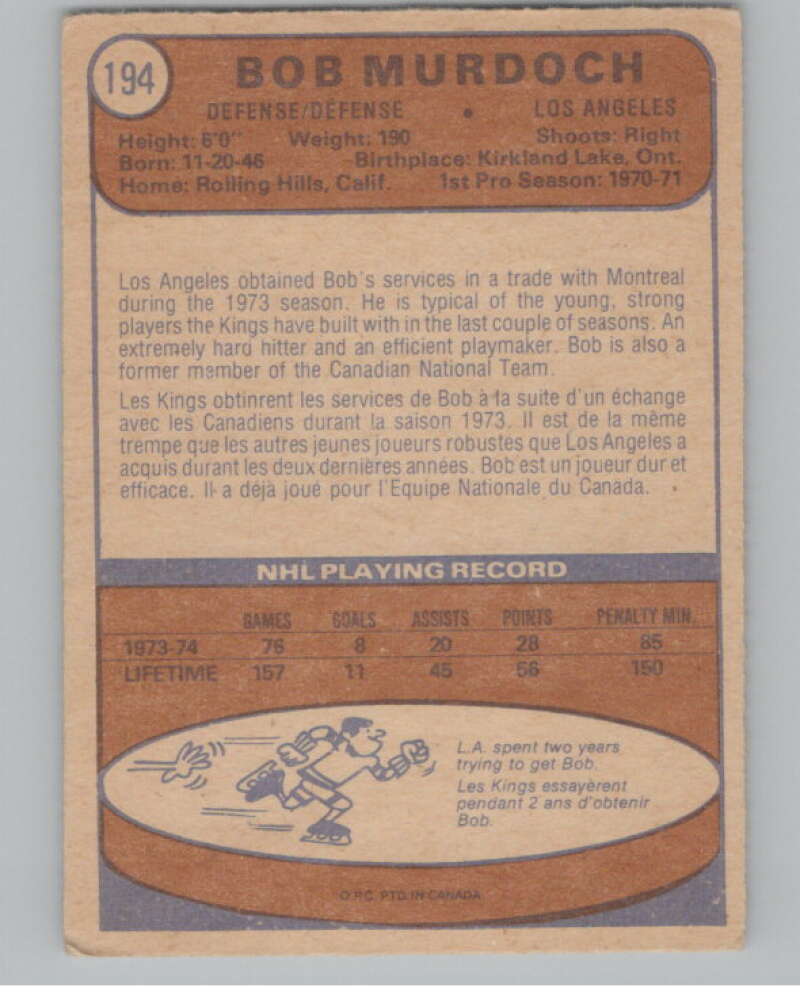 194
BOB MURDOCH
DEFENSE/DÉFENSE • LOS ANGELES
Height: 6'0" Weight: 190 Shoots: Right
Born: 11-20-46 Birthplace: Kirkland Lake, Ont.
Home: Rolling Hills, Calif. 1st Pro Season: 1970-71
Los Angeles obtained Bob's services in a trade with Montreal
during the 1973 season. He is typical of the young, strong
players the Kings have built with in the last couple of seasons. An
extremely hard hitter and an efficient playmaker. Bob is also a
former member of the Canadian National Team.
Les Kings obtinrent les services de Bob à la suite d'un échange
avec les Canadiens durant la saison 1973. Il est de la même
trempe que les autres jeunes joueurs robustes que Los Angeles a
acquis durant les deux dernières années. Bob est un joueur dur et
efficace. Il a déjà joué pour l'Equipe Nationale du Canada.
NHL PLAYING RECORD
GAMES GOALS ASSISTS POINTS PENALTY MIN.
1973-74 76 8 20 28 85
LIFETIME 157 11 45 56 150
L.A. spent two years
trying to get Bob.
Les Kings essayèrent
pendant 2 ans d'obtenir
Bob.
O.P.C. PTD. IN CANADA